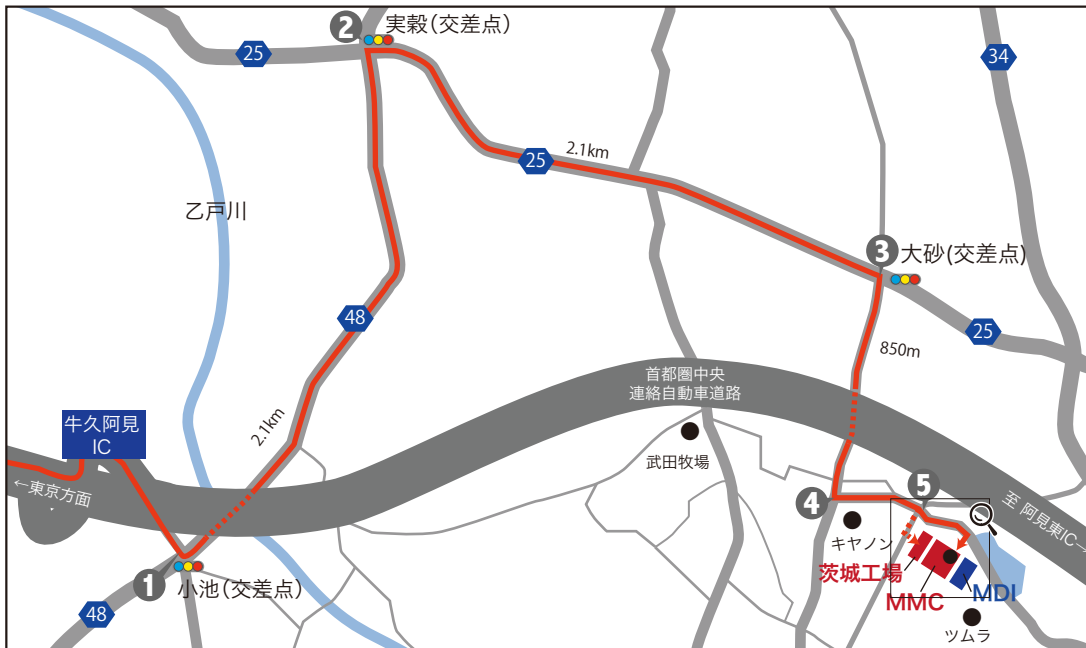 2
実穀(交差点)
25
34
25
2.1km
乙戸川
3
大砂(交差点)
48
25
850m
首都圏中央
連絡自動車道路
牛久阿見
IC
2.1km
武田牧場
←東京方面
4
5
キヤノン
至 阿見東IC→
茨城工場
MMC
MDI
1
小池(交差点)
48
ツムラ